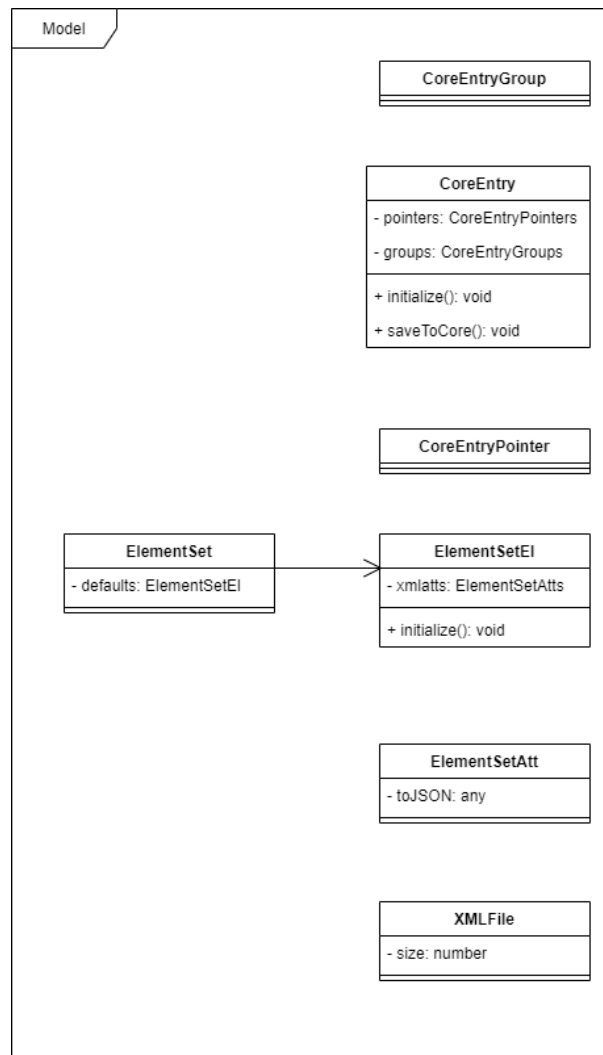 Model
CoreEntryGroup
CoreEntry
- pointers: CoreEntryPointers
- groups: CoreEntryGroups
+ initialize(): void
+ saveToCore(): void
CoreEntryPointer
ElementSet
- defaults: ElementSetEl
ElementSetEl
- xmlatts: ElementSetAtts
+ initialize(): void
ElementSetAtt
- toJSON: any
XMLFile
- size: number